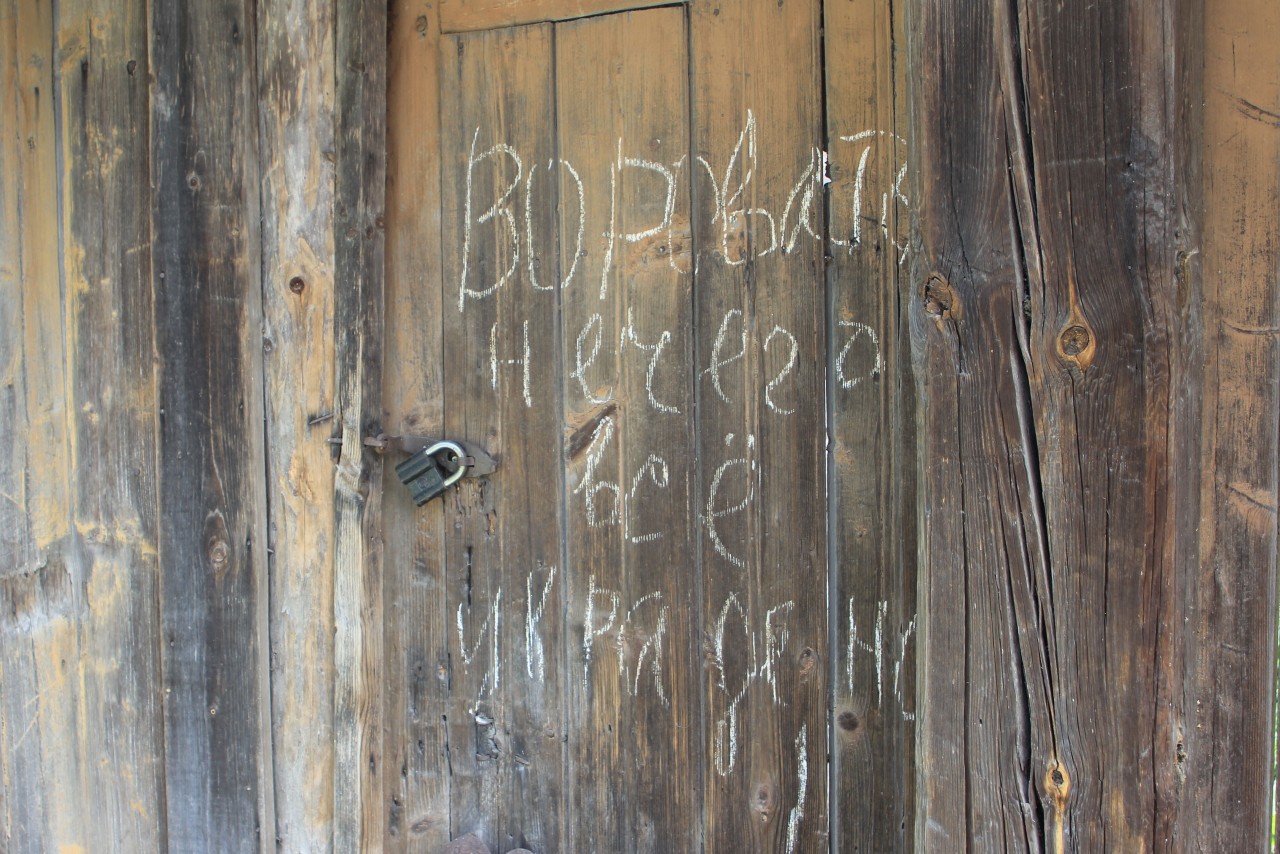 ВОРовать
нечего
всё
украдено